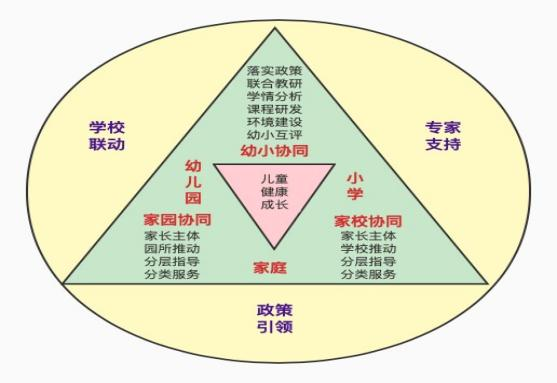 落实政策
联合教研
学情分析
课程研发
环境建设
幼小互评
幼小协同
学校
联动
专家
支持
幼
儿
园
儿童
健康
成长
小
学
家园协同
家长主体
园所推动
分层指导
分类服务
家校协同
家长主体
学校推动
分层指导
分类服务
家庭
政策
引领